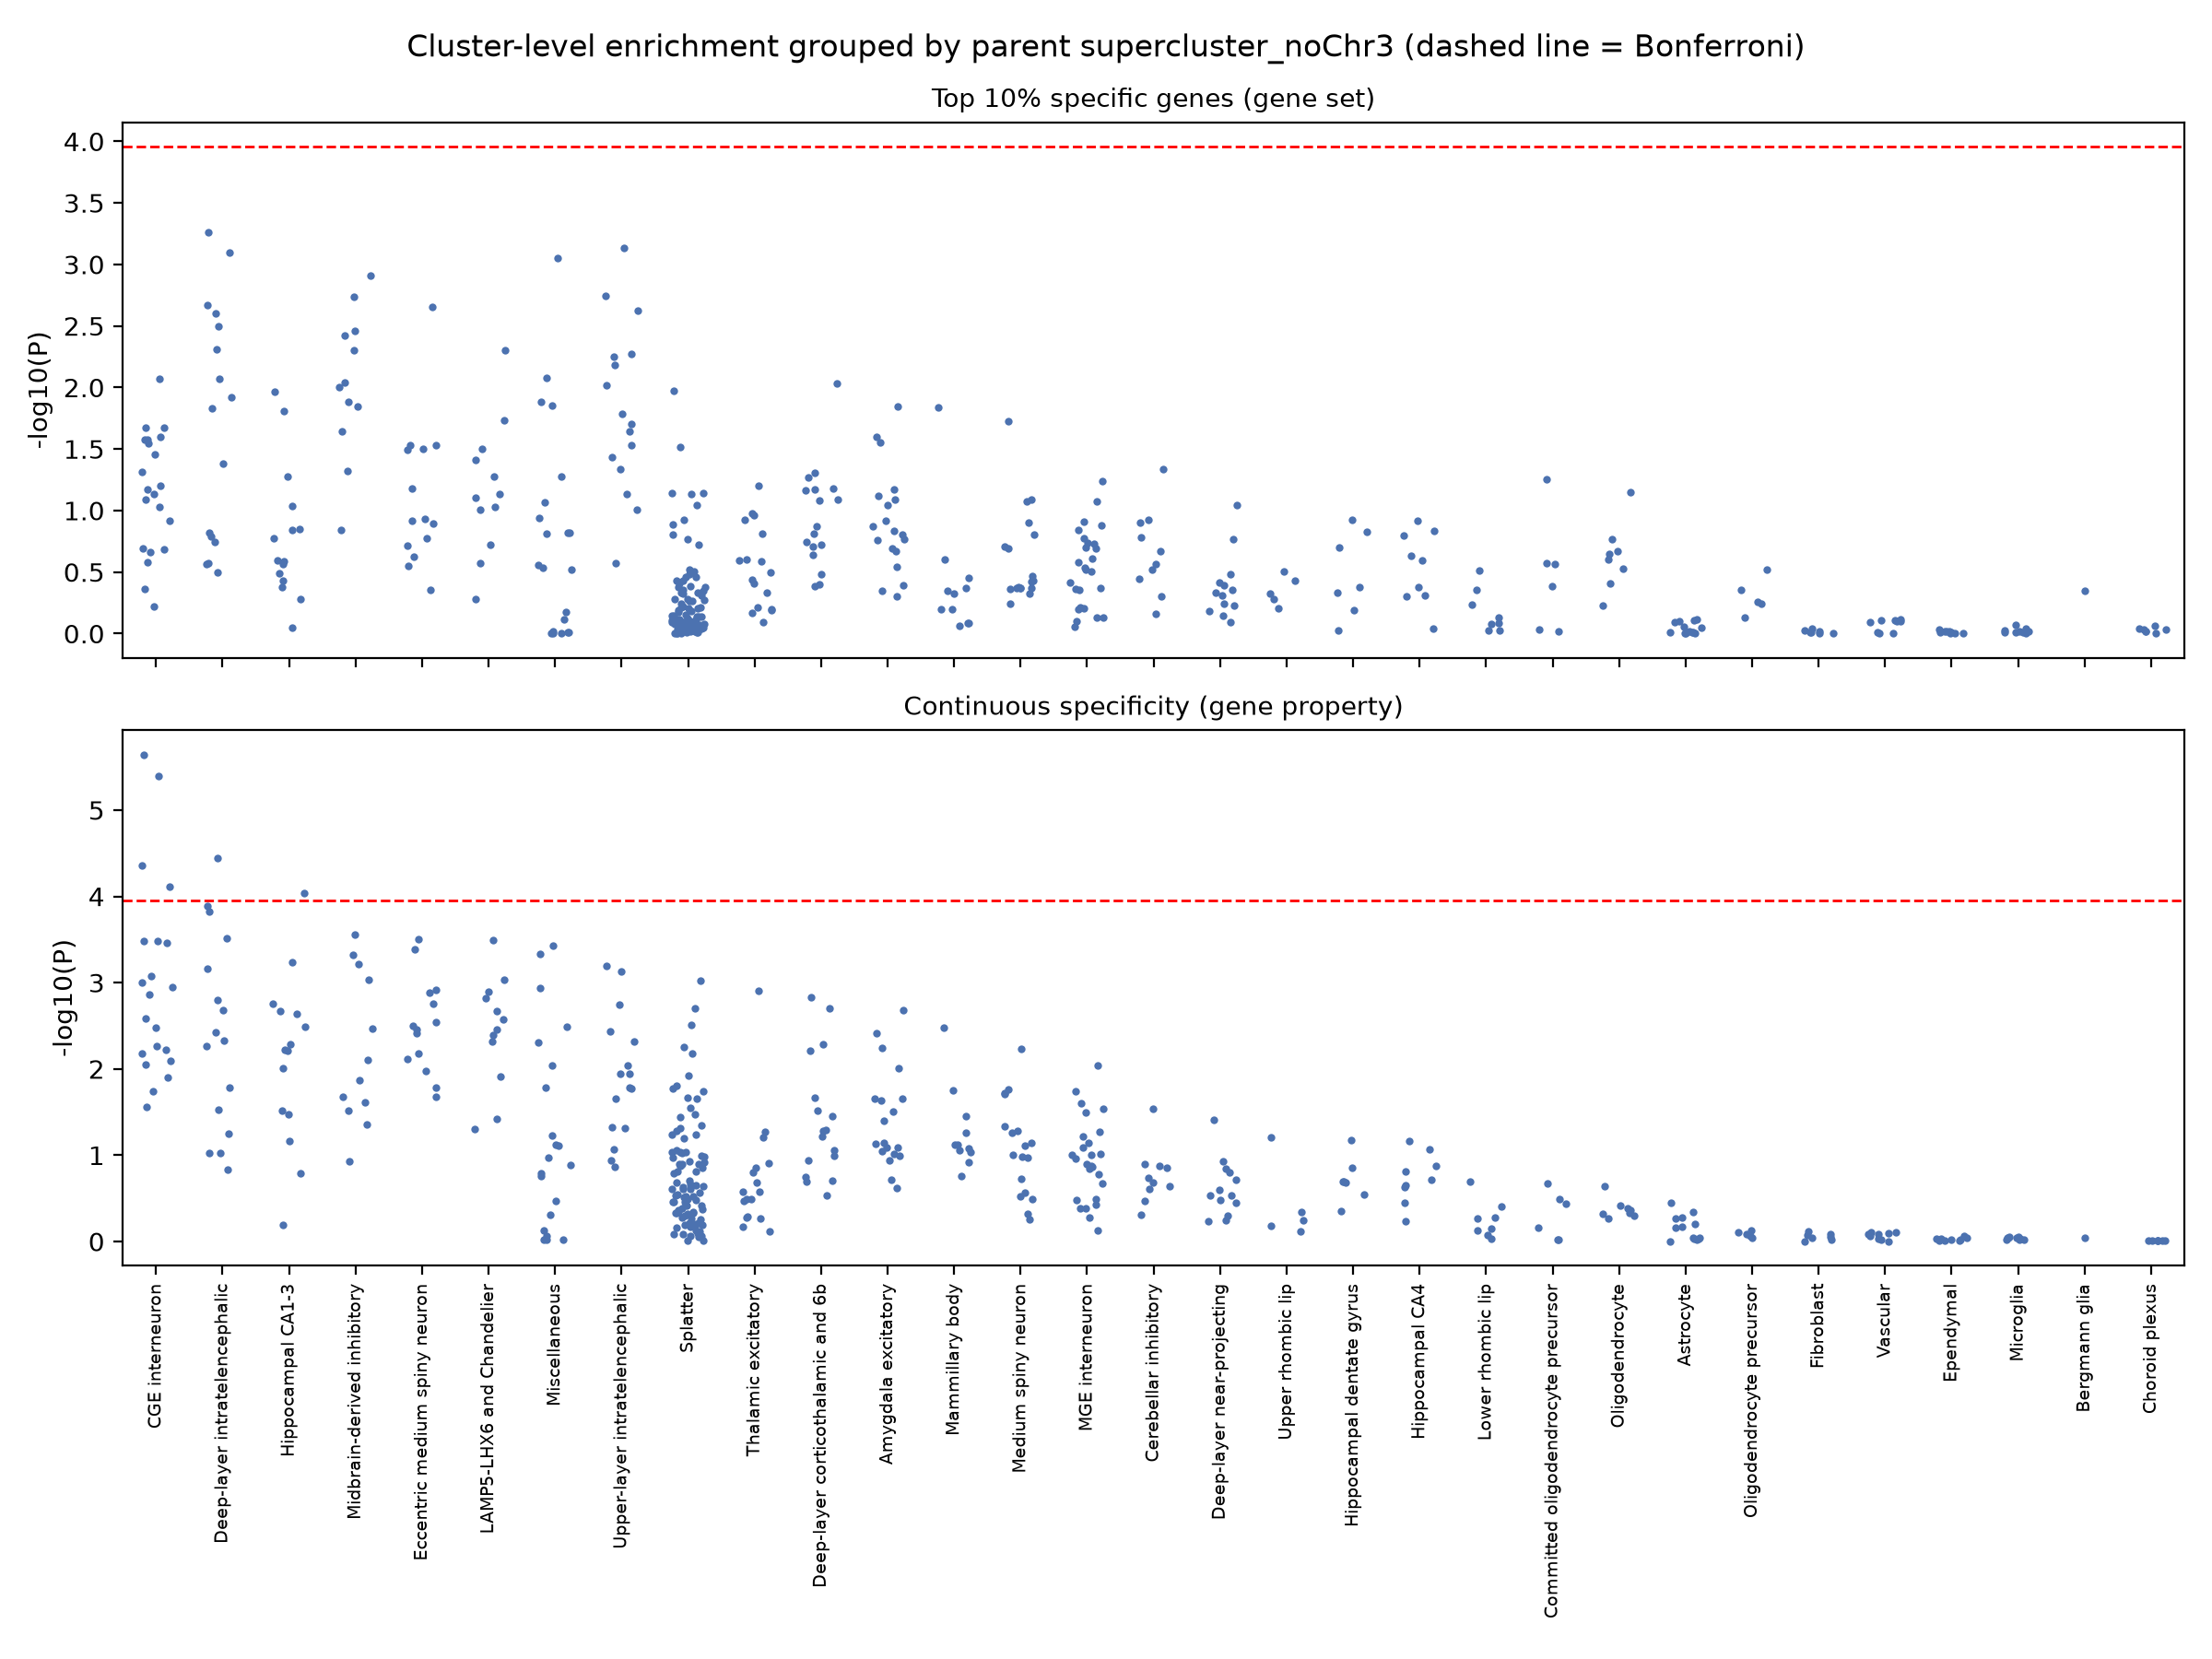 Cluster-level enrichment grouped by parent supercluster_noChr3 (dashed line = Bonferroni)
Top 10% specific genes (gene set)
-log10(P)
4.0
3.5
3.0
2.5
2.0
1.5
1.0
0.5
0.0
Continuous specificity (gene property)
-log10(P)
5
4
3
2
1
0
CGE interneuron
Deep-layer intratelencephalic
Hippocampal CA1-3
Midbrain-derived inhibitory
Eccentric medium spiny neuron
LAMP5-LHX6 and Chandelier
Miscellaneous
Upper-layer intratelencephalic
Splatter
Thalamic excitatory
Deep-layer corticothalamic and 6b
Amygdala excitatory
Mammillary body
Medium spiny neuron
MGE interneuron
Cerebellar inhibitory
Deep-layer near-projecting
Upper rhombic lip
Hippocampal dentate gyrus
Hippocampal CA4
Lower rhombic lip
Committed oligodendrocyte precursor
Oligodendrocyte
Astrocyte
Oligodendrocyte precursor
Fibroblast
Vascular
Ependymal
Microglia
Bergmann glia
Choroid plexus